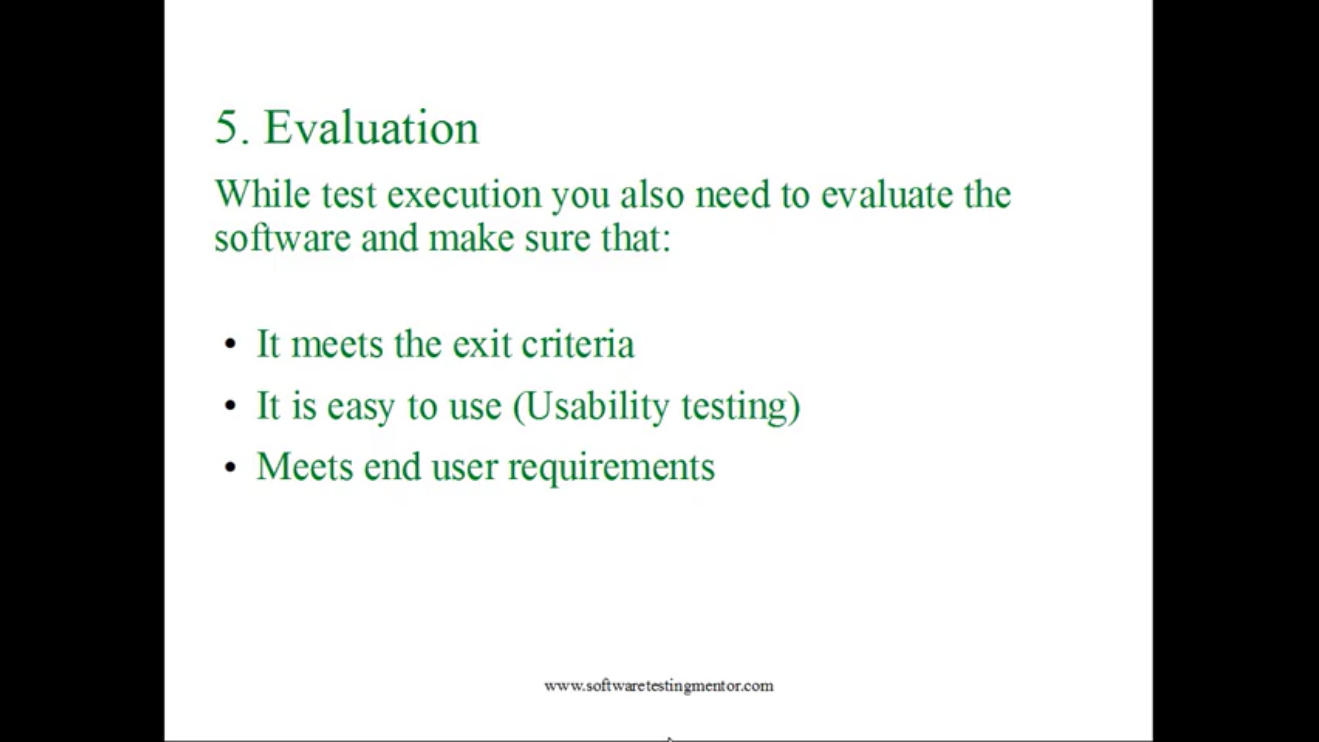 5. Evaluation
While test execution you also need to evaluate the
software and make sure that:
• It meets the exit criteria
• It is easy to use (Usability testing)
• Meets end user requirements
www.softwaretestingmentor.com